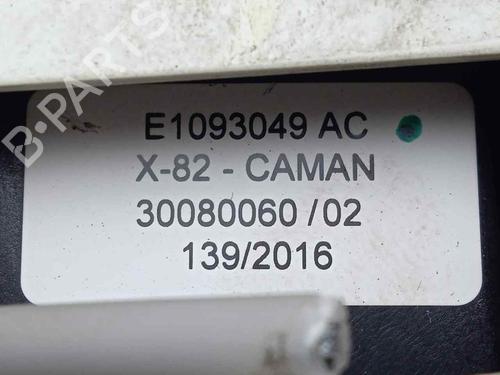 B-PARTS
E1093049 AC
X-82 - CAMAN
30080060 / 02
139/2016